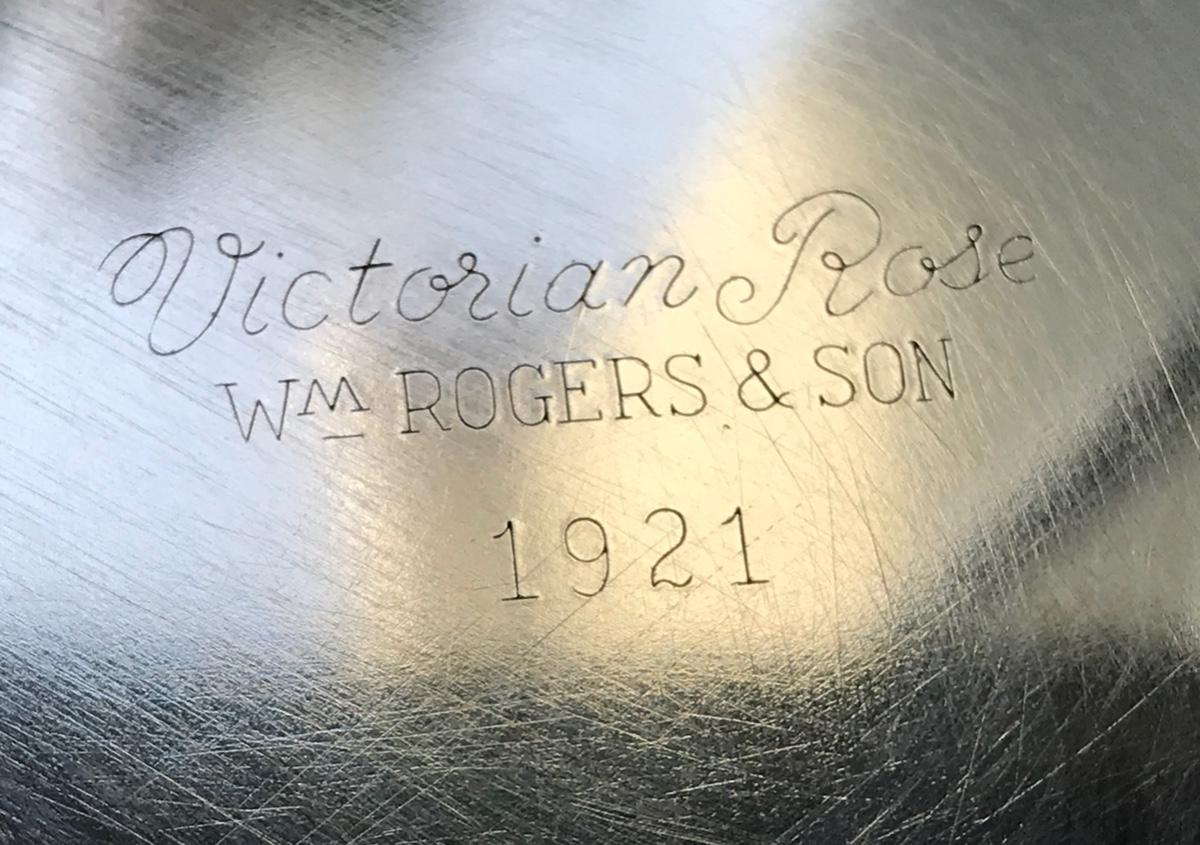 Victorian Rose
WM ROGERS & SON
1921